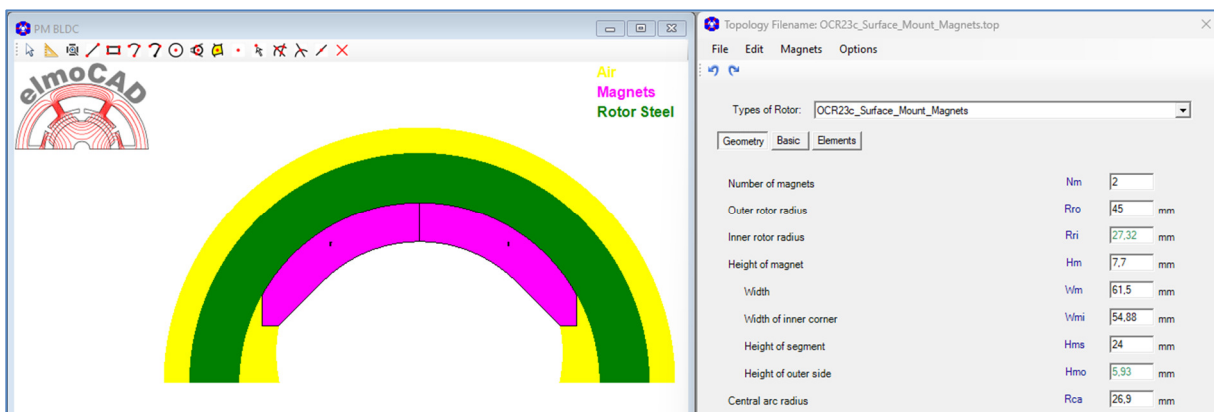 PM BLDC
elmoCAD
Air
Magnets
Rotor Steel
Topology Filename: OCR23c_Surface_Mount_Magnets.top
File Edit Magnets Options
Types of Rotor: OCR23c_Surface_Mount_Magnets
Geometry Basic Elements
Number of magnets Nm 2
Outer rotor radius Rro 45 mm
Inner rotor radius Rri 27,32 mm
Height of magnet Hm 7,7 mm
Width Wm 61,5 mm
Width of inner corner Wmi 54,88 mm
Height of segment Hms 24 mm
Height of outer side Hmo 5,93 mm
Central arc radius Rca 26,9 mm